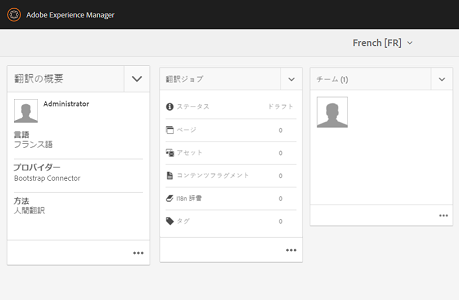 Adobe Experience Manager
French [FR]
翻訳の概要
Administrator
言語
フランス語
プロバイダー
Bootstrap Connector
方法
人間翻訳
翻訳ジョブ
ステータス ドラフト
ページ 0
アセット 0
コンテンツフラグメント 0
I18n 辞書 0
タグ 0
チーム (1)